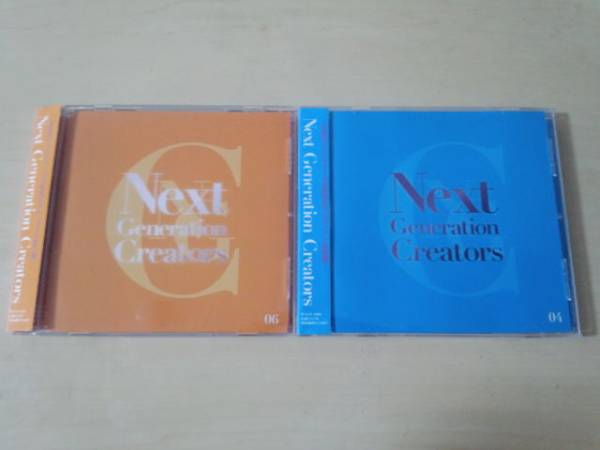 Next Generation Creators
Next
Generation
Creators
06
Next Generation Creators
Next
Generation
Creators
04